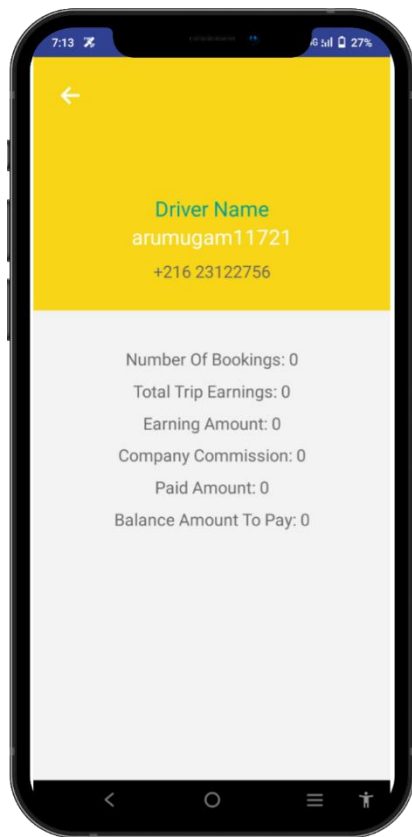 7:13
27%
Driver Name
arumugam11721
+216 23122756
Number Of Bookings: 0
Total Trip Earnings: 0
Earning Amount: 0
Company Commission: 0
Paid Amount: 0
Balance Amount To Pay: 0